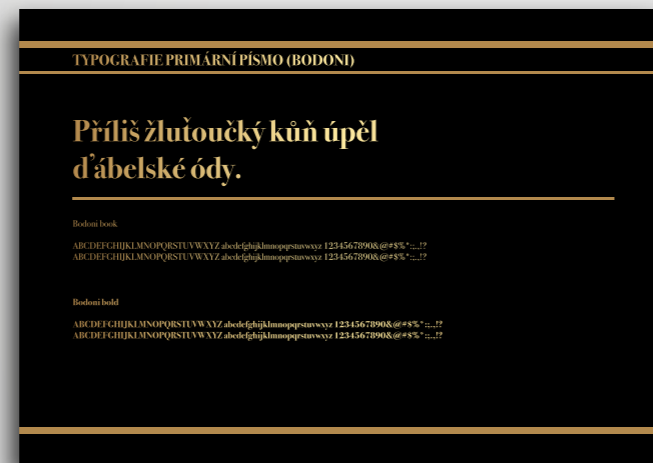 TYPOGRAFIE PRIMÁRNÍ PÍSMO (BODONI)
Příliš žluťoučký kůň úpěl
ďábelské ódy.
Bodoni book
ABCDEFGHIJKLMNOPQRSTUVWXYZ abcdefghijklmnopqrstuvwxyz 1234567890&@#$%*:;.,!?
ABCDEFGHIJKLMNOPQRSTUVWXYZ abcdefghijklmnopqrstuvwxyz 1234567890&@#$%*:;.,!?
Bodoni bold
ABCDEFGHIJKLMNOPQRSTUVWXYZ abcdefghijklmnopqrstuvwxyz 1234567890&@#$%*:;.,!?
ABCDEFGHIJKLMNOPQRSTUVWXYZ abcdefghijklmnopqrstuvwxyz 1234567890&@#$%*:;.,!?